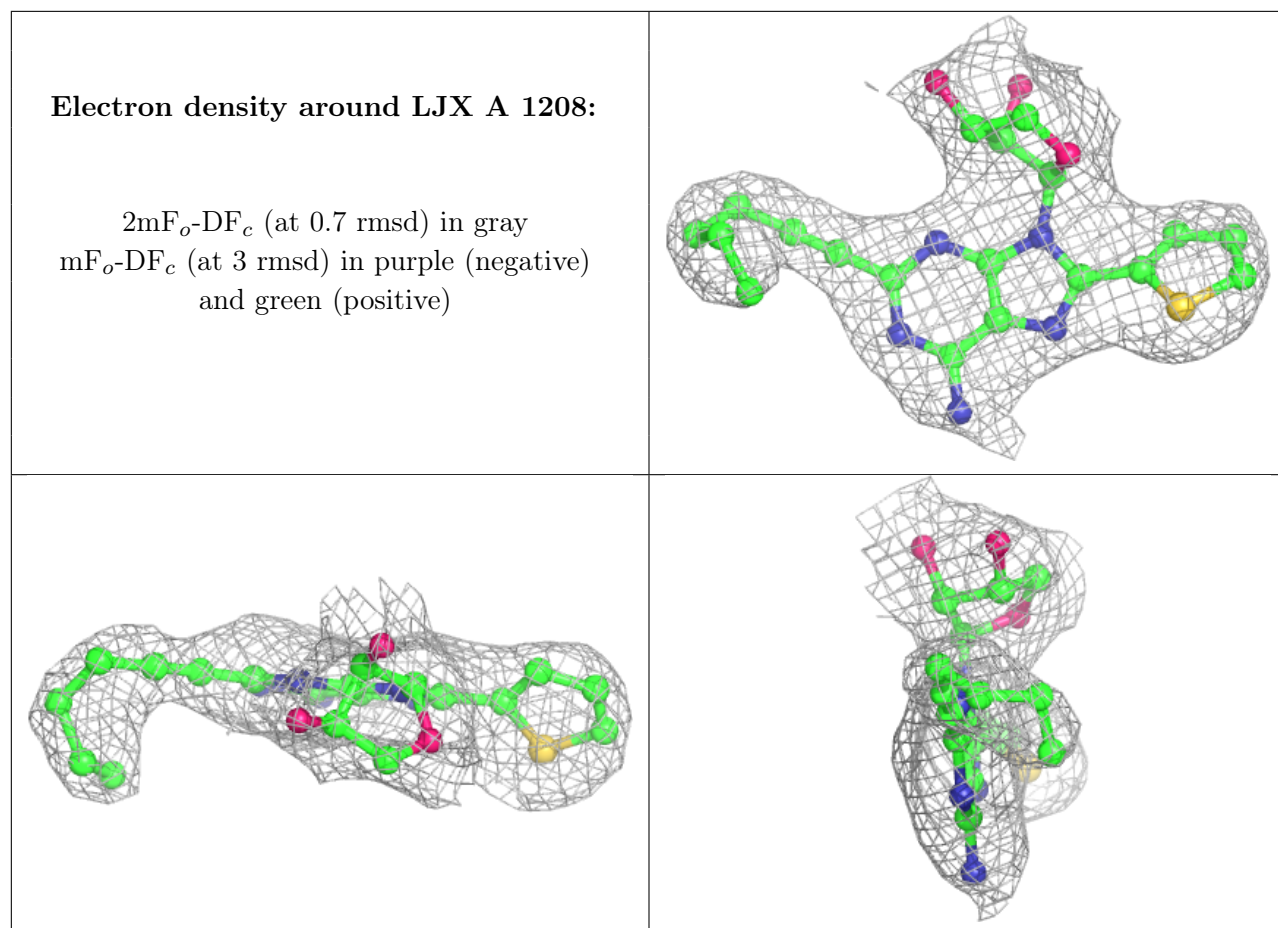 Electron density around LJX A 1208:
2mFo-DFc (at 0.7 rmsd) in gray
mFo-DFc (at 3 rmsd) in purple (negative)
and green (positive)